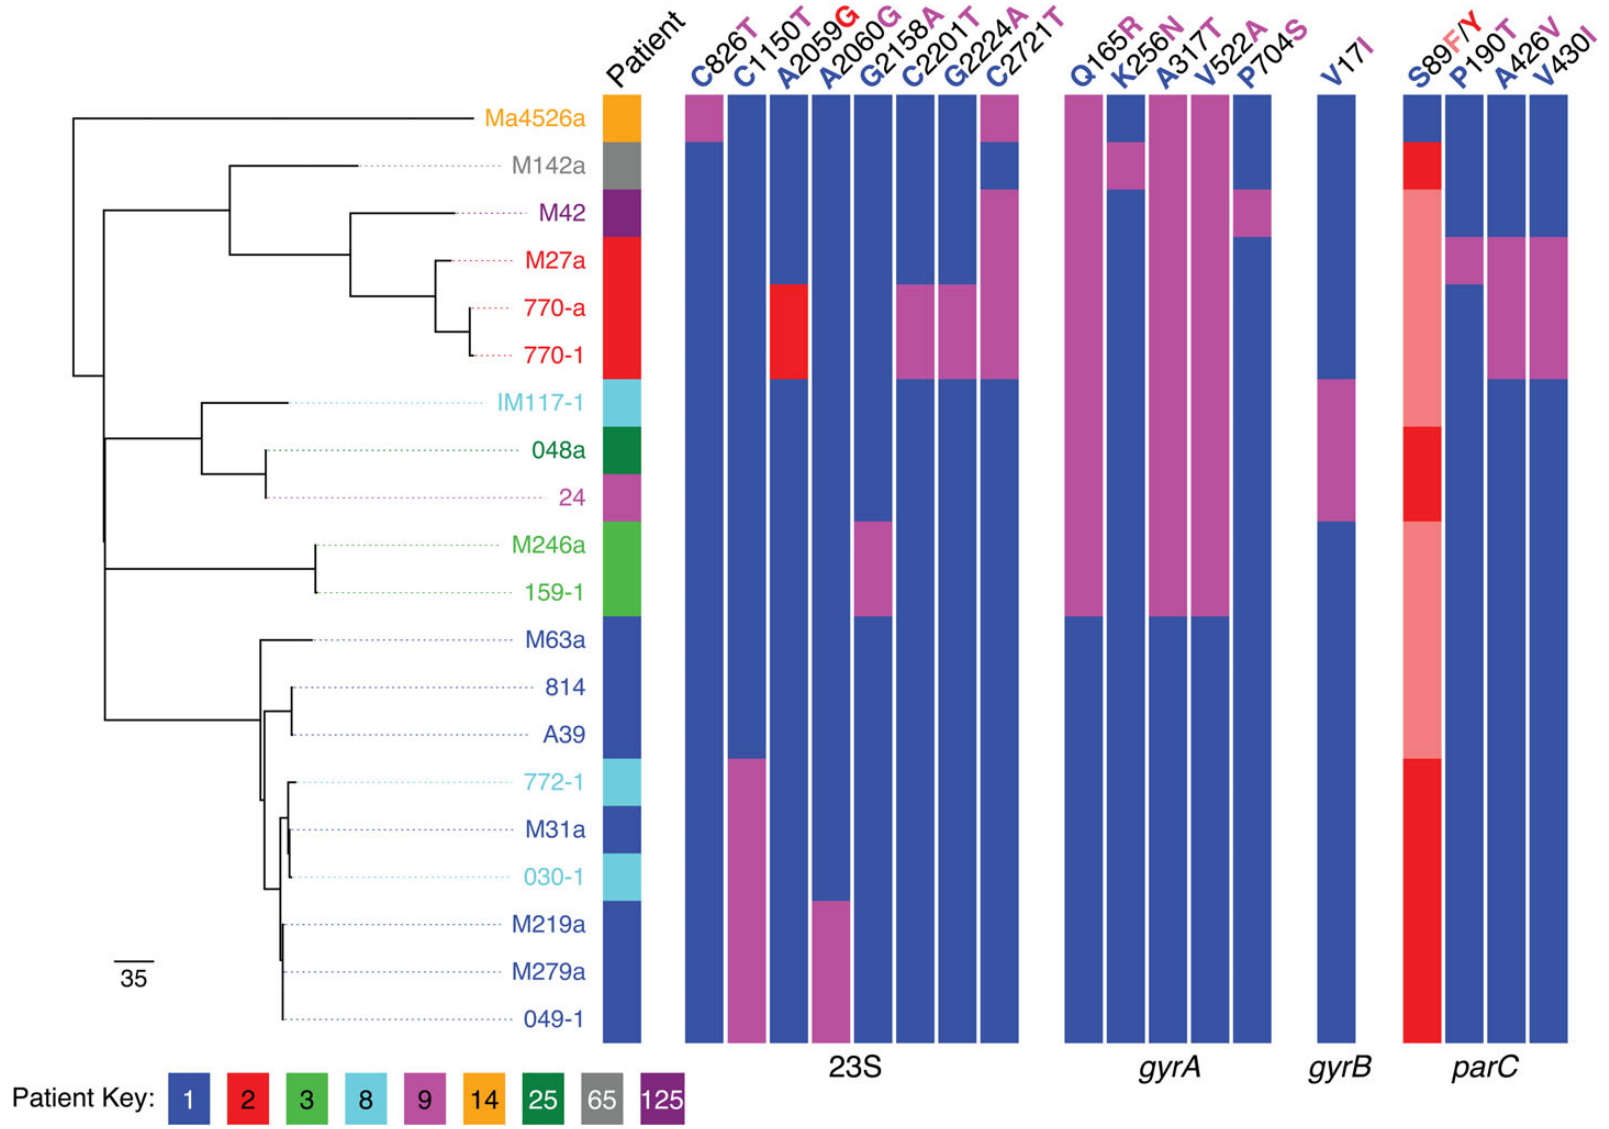 Patient
C826T
C1150T
A2059G
A2060G
G2158A
C2201T
G2224A
C2721T
Q165R
K256N
A317T
V522A
P704S
V17I
S89F/Y
P190T
A426V
V430I
Ma4526a
M142a
M42
M27a
770-a
770-1
IM117-1
048a
24
M246a
159-1
M63a
814
A39
772-1
M31a
030-1
M219a
M279a
049-1
35
23S
gyrA
gyrB
parC
Patient Key: 1 2 3 8 9 14 25 65 125